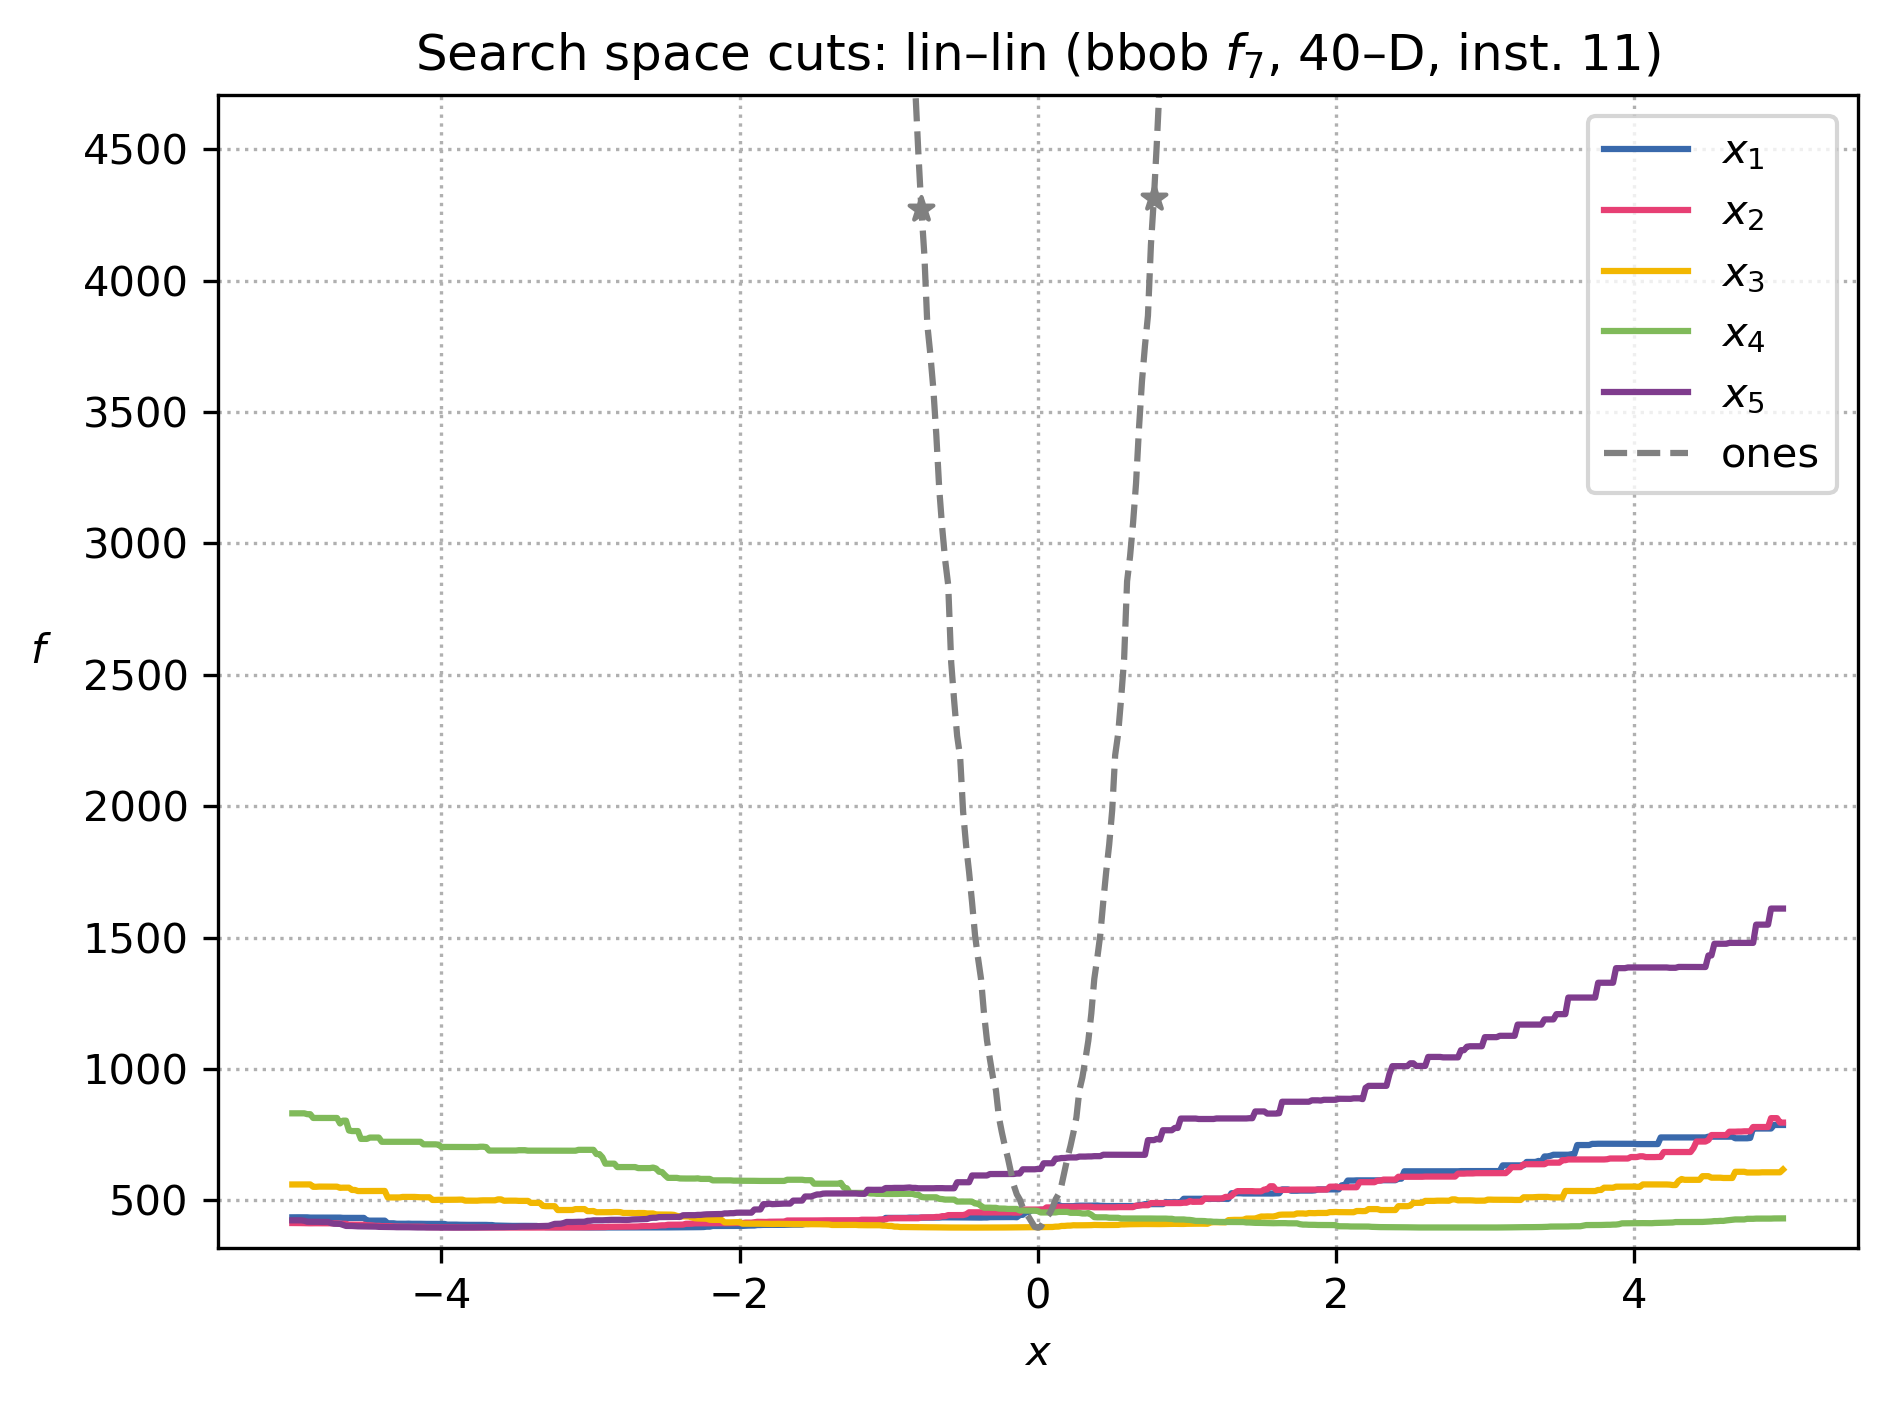 Search space cuts: lin–lin (bbob f₇, 40–D, inst. 11)
4500
4000
3500
3000
2500
2000
1500
1000
500
f
−4
−2
0
2
4
x
x₁
x₂
x₃
x₄
x₅
ones